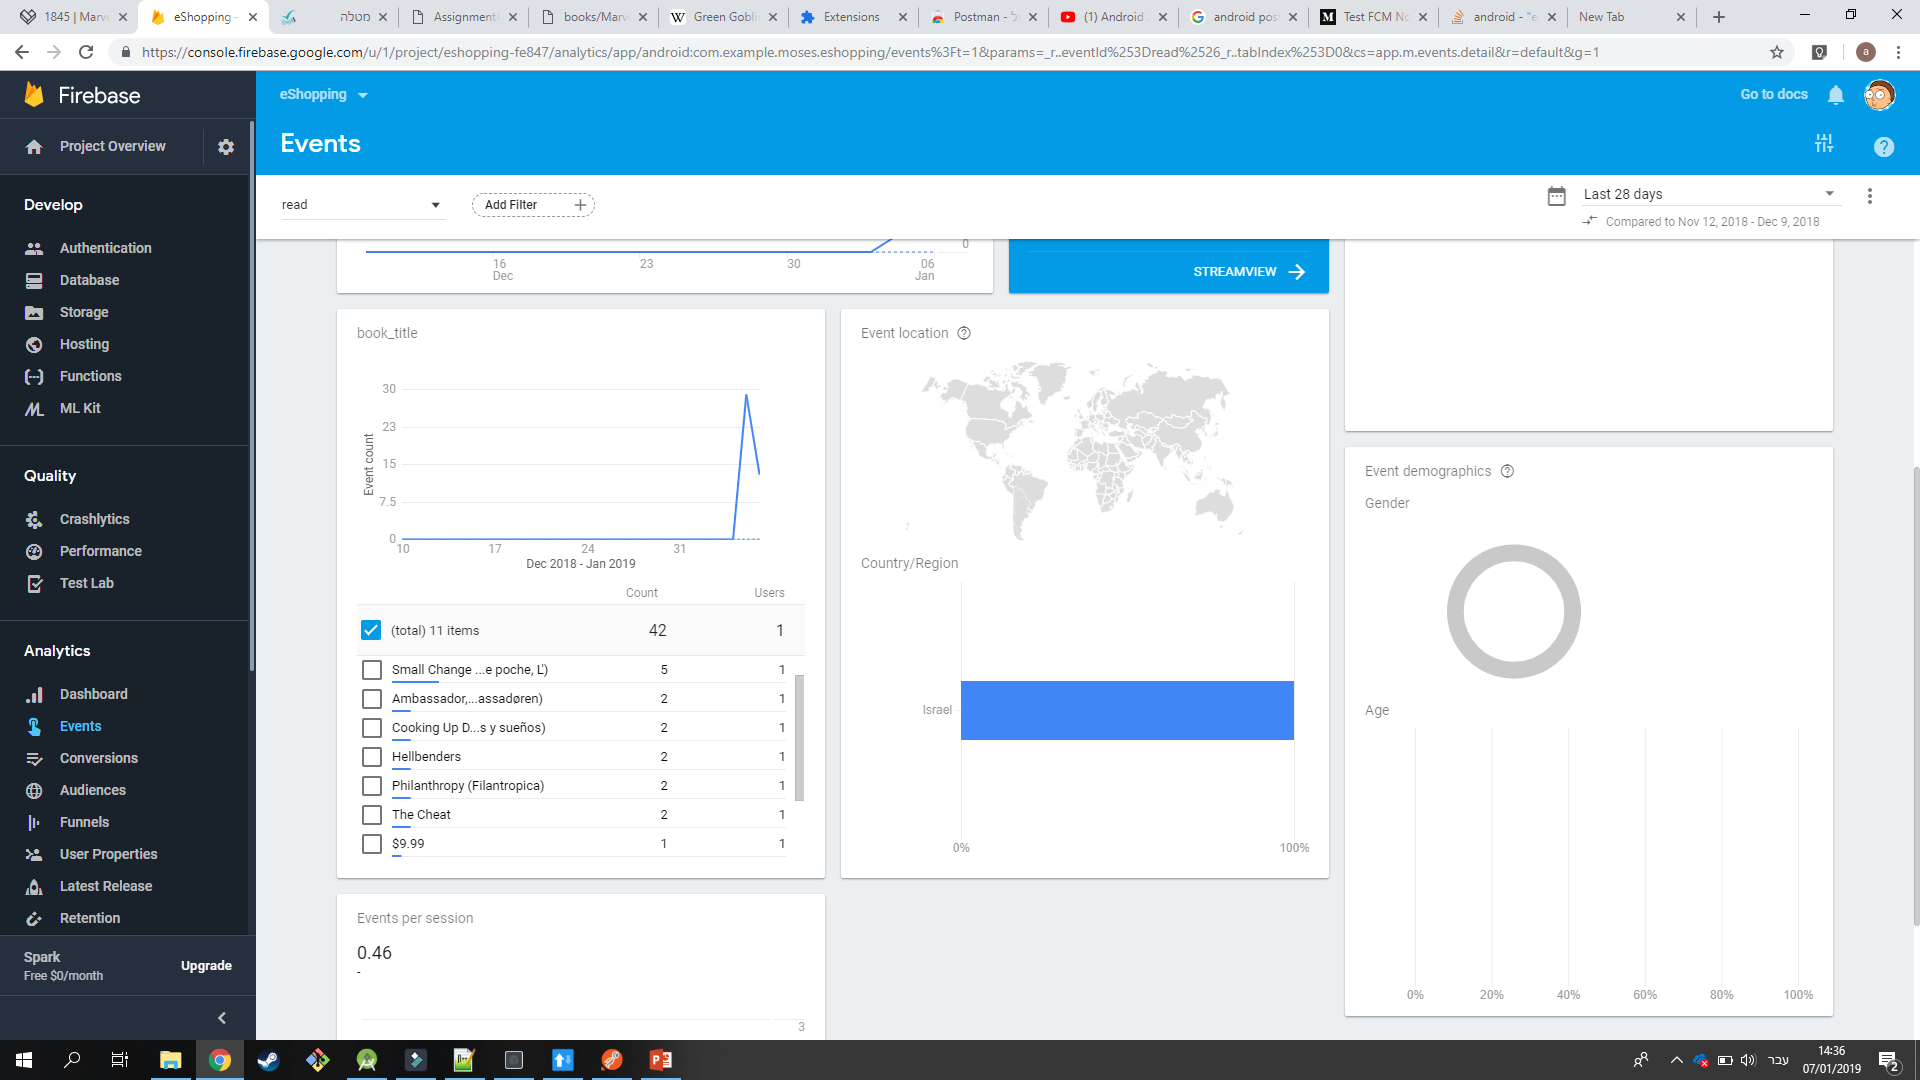 1845 | Marve
eShopping -
מטלה
Assignment
books/Marv
Green Gobli
Extensions
Postman -
(1) Android
android pos
Test FCM No
android - "e
New Tab
https://console.firebase.google.com/u/1/project/eshopping-fe847/analytics/app/android:com.example.moses.eshopping/events%3Ft=1&params=_r..eventId%253Dread%2526_r..tabIndex%253D0&cs=app.m.events.detail&r=default&g=1
a
Firebase
Project Overview
Develop
Authentication
Database
Storage
Hosting
Functions
ML Kit
Quality
Crashlytics
Performance
Test Lab
Analytics
Dashboard
Events
Conversions
Audiences
Funnels
User Properties
Latest Release
Retention
Spark
Free $0/month
Upgrade
eShopping
Go to docs
Events
read
Add Filter
Last 28 days
Compared to Nov 12, 2018 - Dec 9, 2018
0
16 Dec
23
30
06 Jan
STREAMVIEW
book_title
Event count
30
23
15
7.5
0
10 17 24 31
Dec 2018 - Jan 2019
Count Users
(total) 11 items 42 1
Small Change ...e poche, L') 5 1
Ambassador,...assadøren) 2 1
Cooking Up D...s y sueños) 2 1
Hellbenders 2 1
Philanthropy (Filantropica) 2 1
The Cheat 2 1
$9.99 1 1
Event location
Country/Region
Israel
0% 100%
Event demographics
Gender
Age
0% 20% 40% 60% 80% 100%
Events per session
0.46
-
3
עבר
14:36
07/01/2019
2